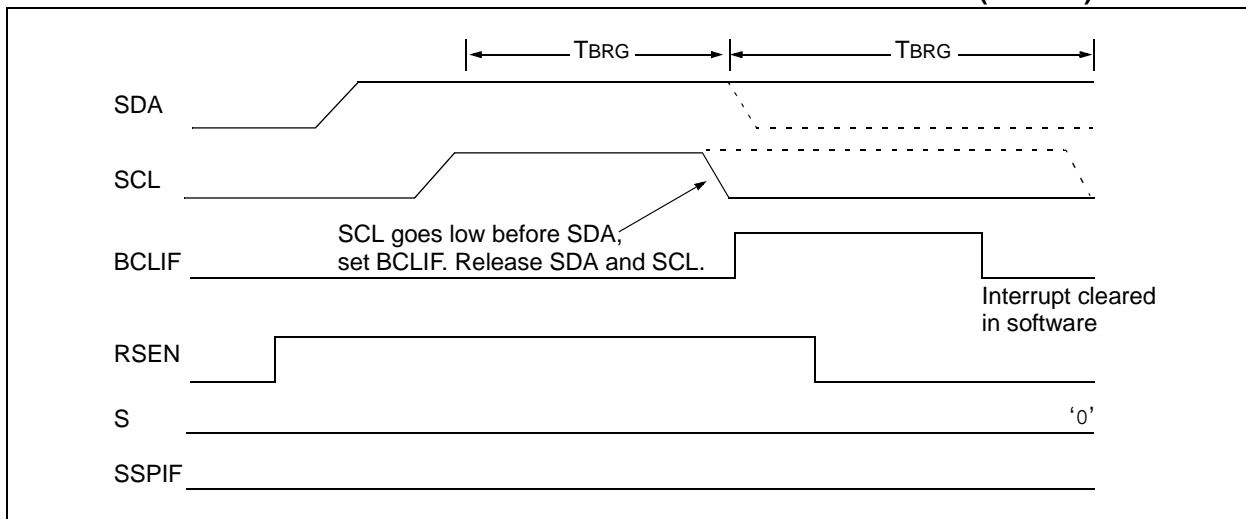 TBRG
TBRG
SDA
SCL
SCL goes low before SDA,
set BCLIF. Release SDA and SCL.
BCLIF
Interrupt cleared
in software
RSEN
S
‘0’
SSPIF